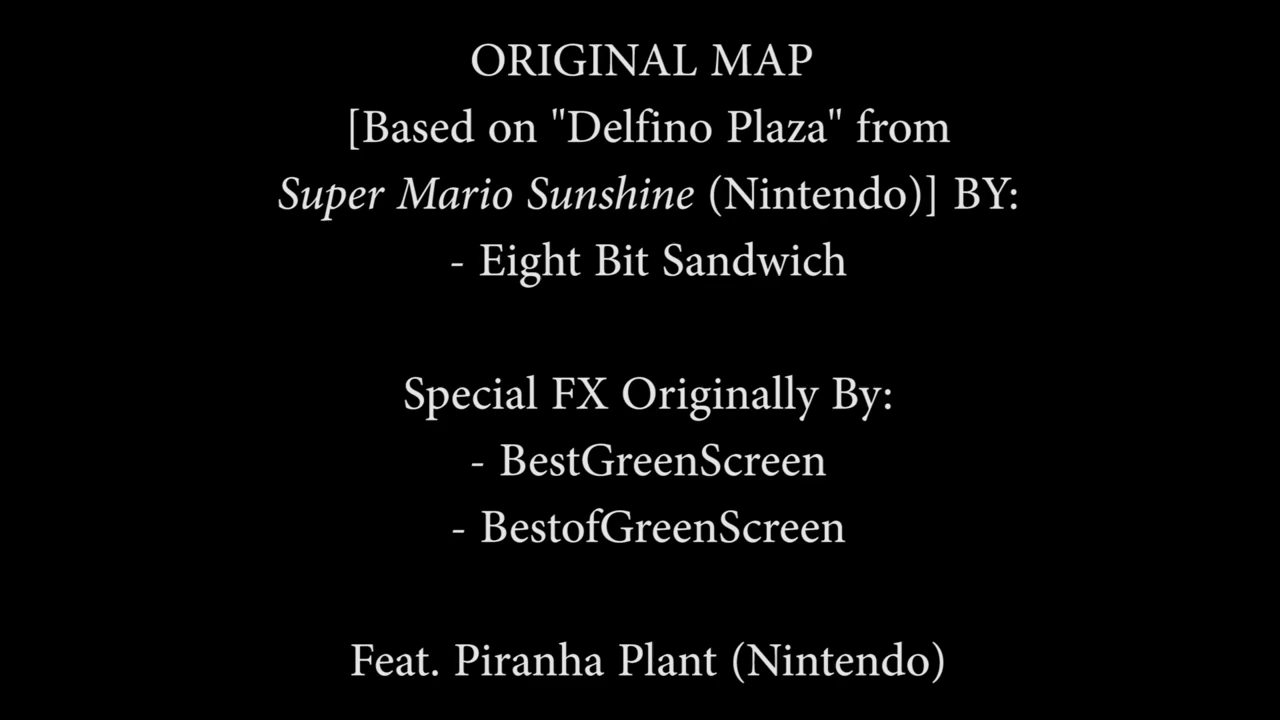 ORIGINAL MAP
[Based on "Delfino Plaza" from
Super Mario Sunshine (Nintendo)] BY:
- Eight Bit Sandwich
Special FX Originally By:
- BestGreenScreen
- BestofGreenScreen
Feat. Piranha Plant (Nintendo)